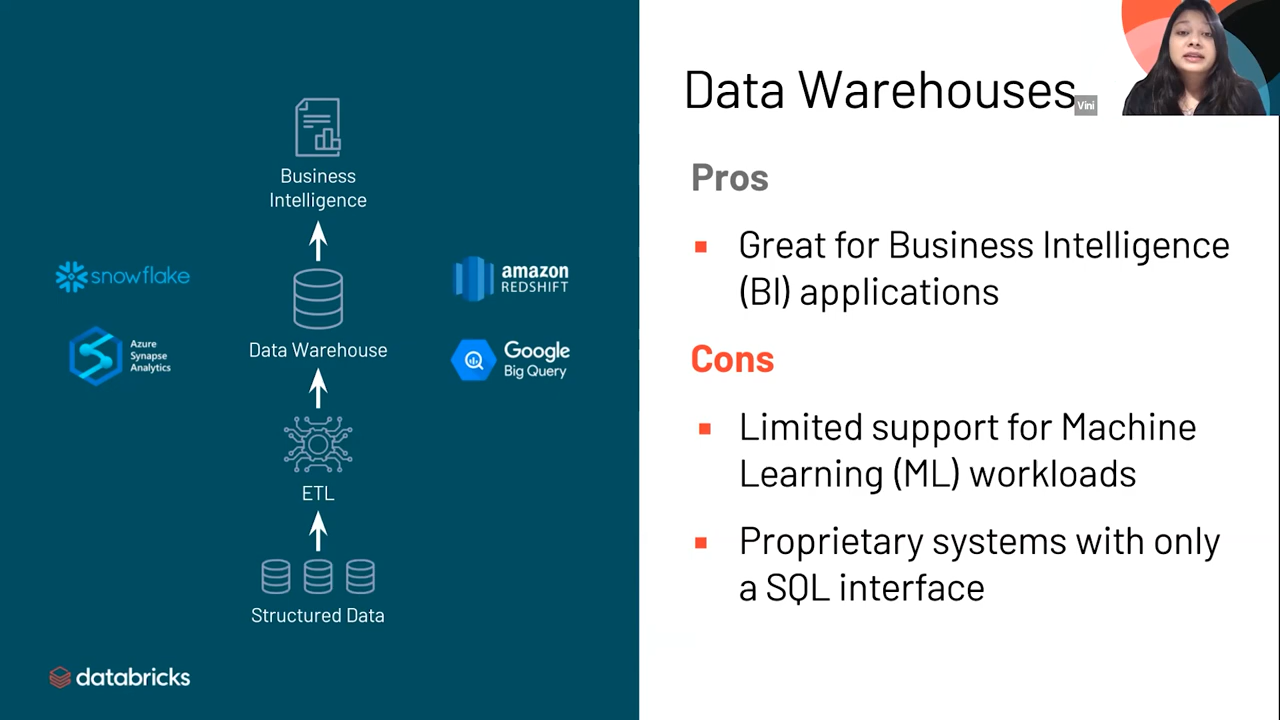 Business
Intelligence
snowflake
amazon
REDSHIFT
Azure
Synapse
Analytics
Data Warehouse
Google
Big Query
ETL
Structured Data
databricks
Data Warehouses
Vini
Pros
Great for Business Intelligence
(BI) applications
Cons
Limited support for Machine
Learning (ML) workloads
Proprietary systems with only
a SQL interface